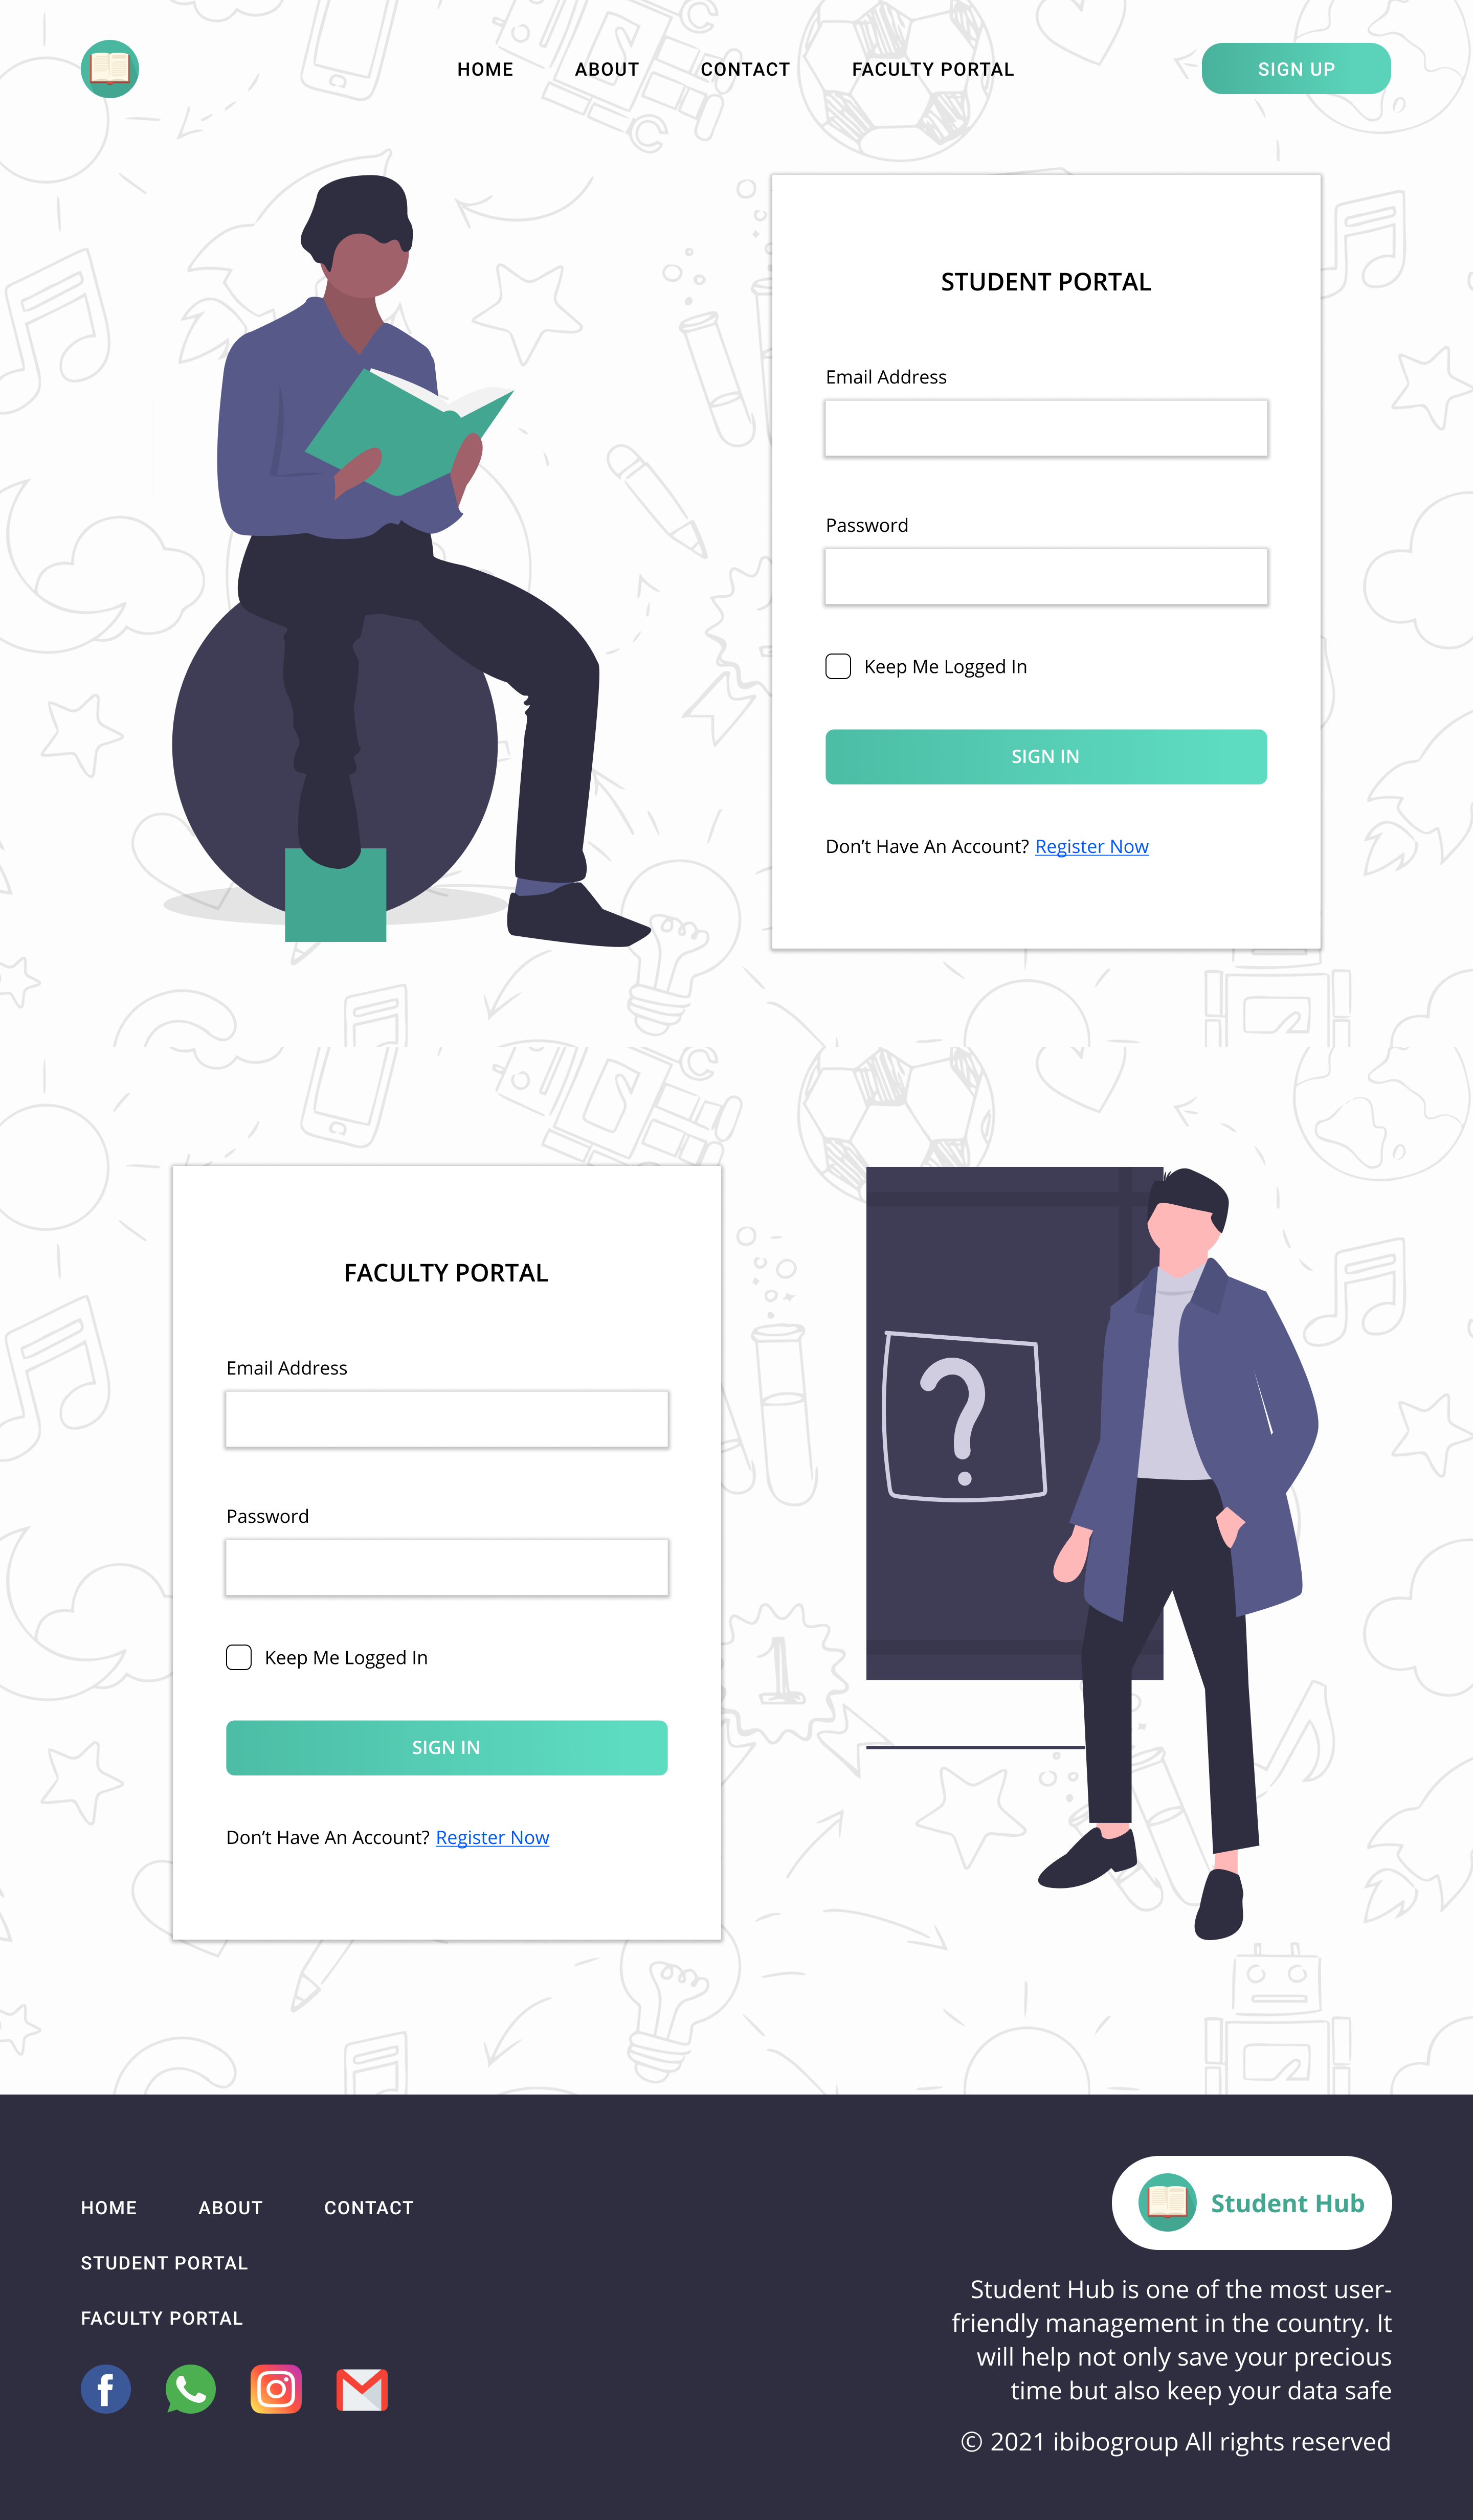 HOME ABOUT CONTACT FACULTY PORTAL SIGN UP
STUDENT PORTAL
Email Address
Password
Keep Me Logged In
SIGN IN
Don’t Have An Account? Register Now
FACULTY PORTAL
Email Address
?
Password
Keep Me Logged In
1
SIGN IN
Don’t Have An Account? Register Now
HOME ABOUT CONTACT
STUDENT PORTAL
FACULTY PORTAL
Student Hub
Student Hub is one of the most user-
friendly management in the country. It
will help not only save your precious
time but also keep your data safe
© 2021 ibibogroup All rights reserved